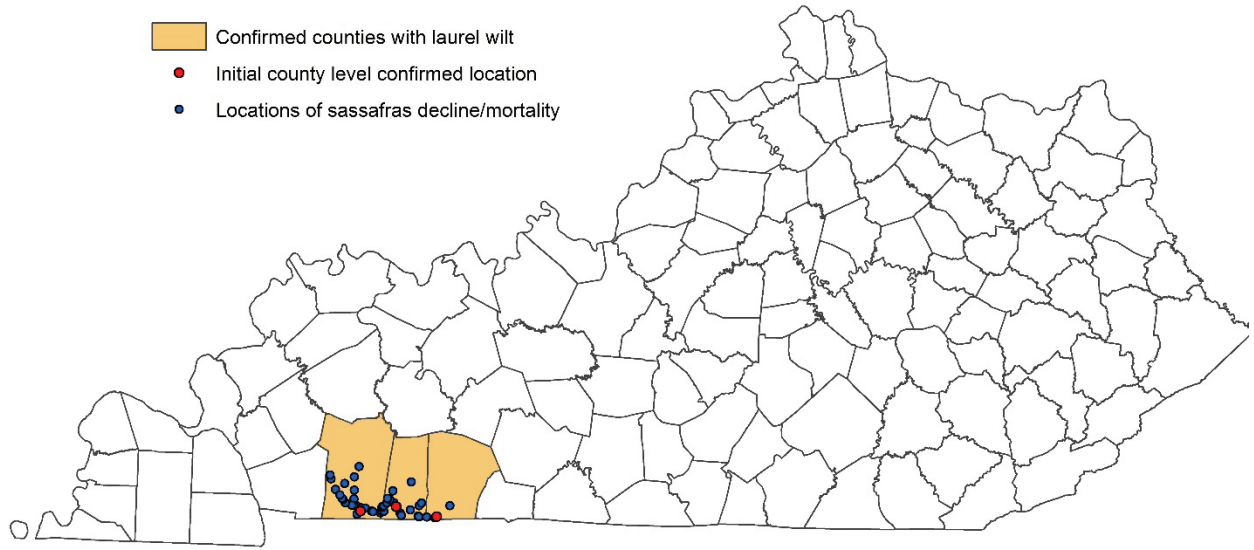 Confirmed counties with laurel wilt
Initial county level confirmed location
Locations of sassafras decline/mortality